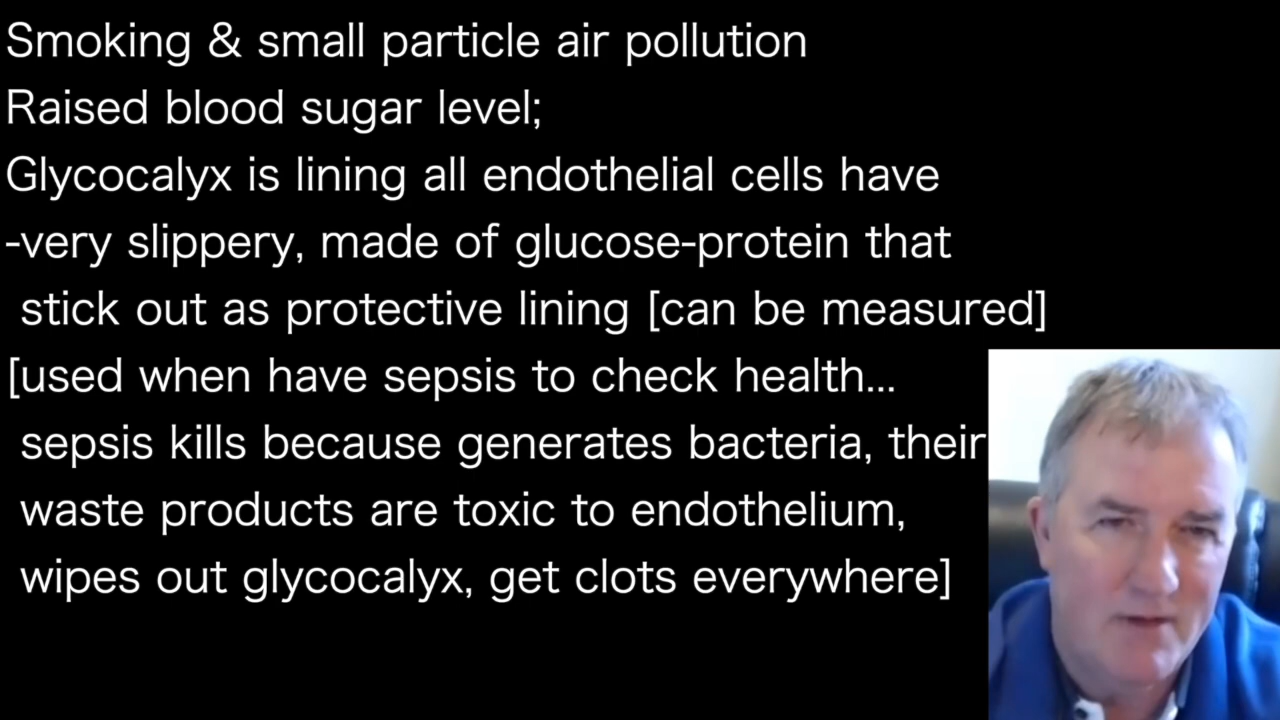 Smoking & small particle air pollution
Raised blood sugar level;
Glycocalyx is lining all endothelial cells have
-very slippery, made of glucose-protein that
stick out as protective lining [can be measured]
[used when have sepsis to check health...
sepsis kills because generates bacteria, their
waste products are toxic to endothelium,
wipes out glycocalyx, get clots everywhere]